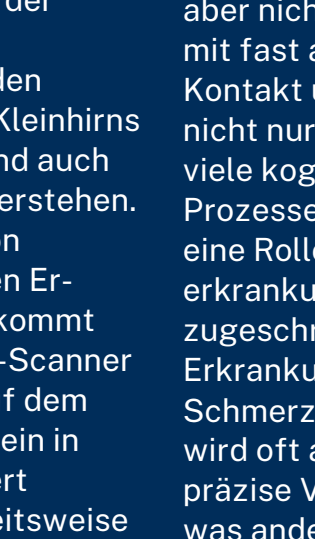 der
den
Kleinhirns
nd auch
erstehen.
on
en Er-
kommt
-Scanner
f dem
ein in
ert
eitsweise
aber nich
mit fast a
Kontakt u
nicht nur
viele kog
Prozesse
eine Rolle
erkranku
zugeschr
Erkranku
Schmerz
wird oft a
präzise V
was ande